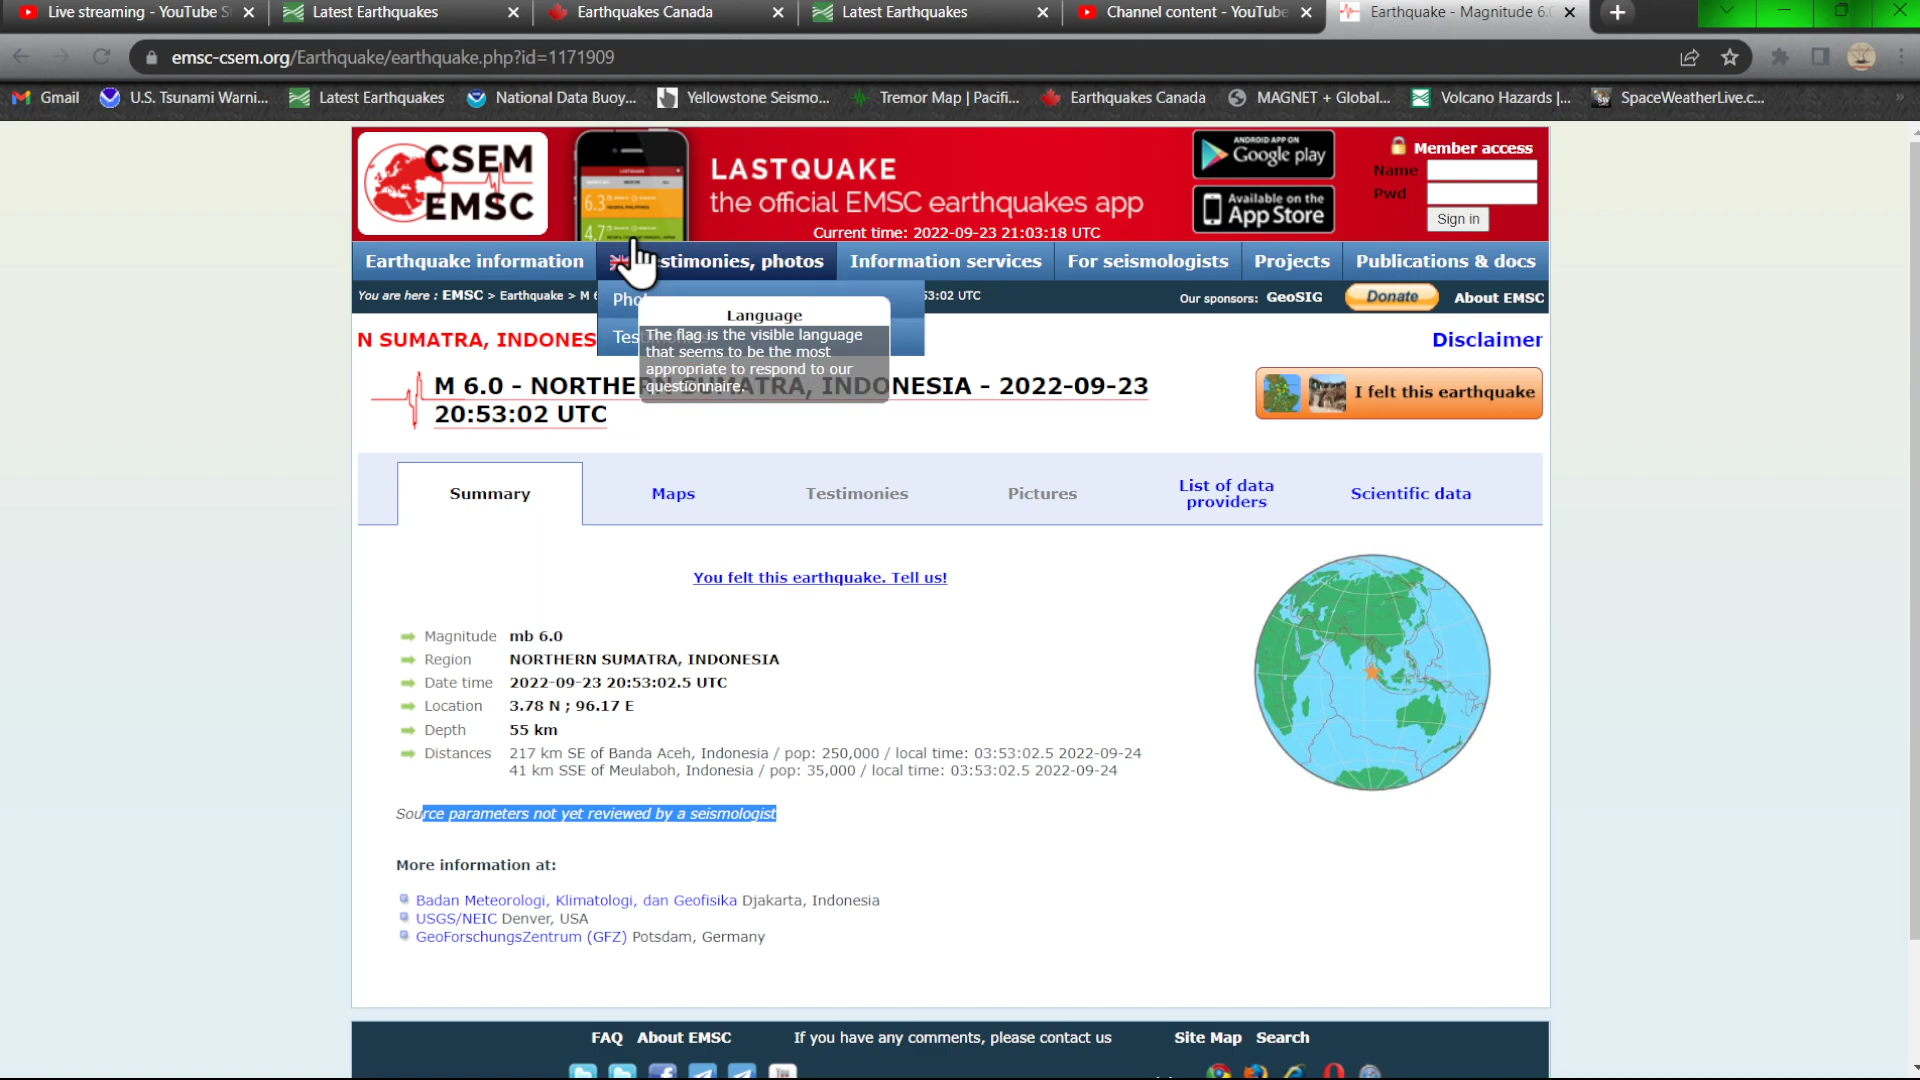 Live streaming - YouTube S
Latest Earthquakes
Earthquakes Canada
Latest Earthquakes
Channel content - YouTube
Earthquake - Magnitude 6.
emsc-csem.org/Earthquake/earthquake.php?id=1171909
Gmail
U.S. Tsunami Warni...
Latest Earthquakes
National Data Buoy...
Yellowstone Seismo...
Tremor Map | Pacifi...
Earthquakes Canada
MAGNET + Global...
Volcano Hazards |...
SpaceWeatherLive.c...
CSEM
EMSC
LASTQUAKE
6.3
4.7
LASTQUAKE
the official EMSC earthquakes app
Current time: 2022-09-23 21:03:18 UTC
ANDROID APP ON
Google play
Available on the
App Store
Member access
Name
Pwd
Sign in
Earthquake information
stimonies, photos
Information services
For seismologists
Projects
Publications & docs
You are here : EMSC > Earthquake > M 6
53:02 UTC
Our sponsors: GeoSIG
Donate
About EMSC
Pho
Tes
Language
The flag is the visible language
that seems to be the most
appropriate to respond to our
questionnaire.
N SUMATRA, INDONES
Disclaimer
M 6.0 - NORTHERN SUMATRA, INDONESIA - 2022-09-23
20:53:02 UTC
I felt this earthquake
Summary
Maps
Testimonies
Pictures
List of data
providers
Scientific data
You felt this earthquake. Tell us!
Magnitude mb 6.0
Region NORTHERN SUMATRA, INDONESIA
Date time 2022-09-23 20:53:02.5 UTC
Location 3.78 N ; 96.17 E
Depth 55 km
Distances 217 km SE of Banda Aceh, Indonesia / pop: 250,000 / local time: 03:53:02.5 2022-09-24
41 km SSE of Meulaboh, Indonesia / pop: 35,000 / local time: 03:53:02.5 2022-09-24
Source parameters not yet reviewed by a seismologist
More information at:
Badan Meteorologi, Klimatologi, dan Geofisika Djakarta, Indonesia
USGS/NEIC Denver, USA
GeoForschungsZentrum (GFZ) Potsdam, Germany
FAQ About EMSC
If you have any comments, please contact us
Site Map Search